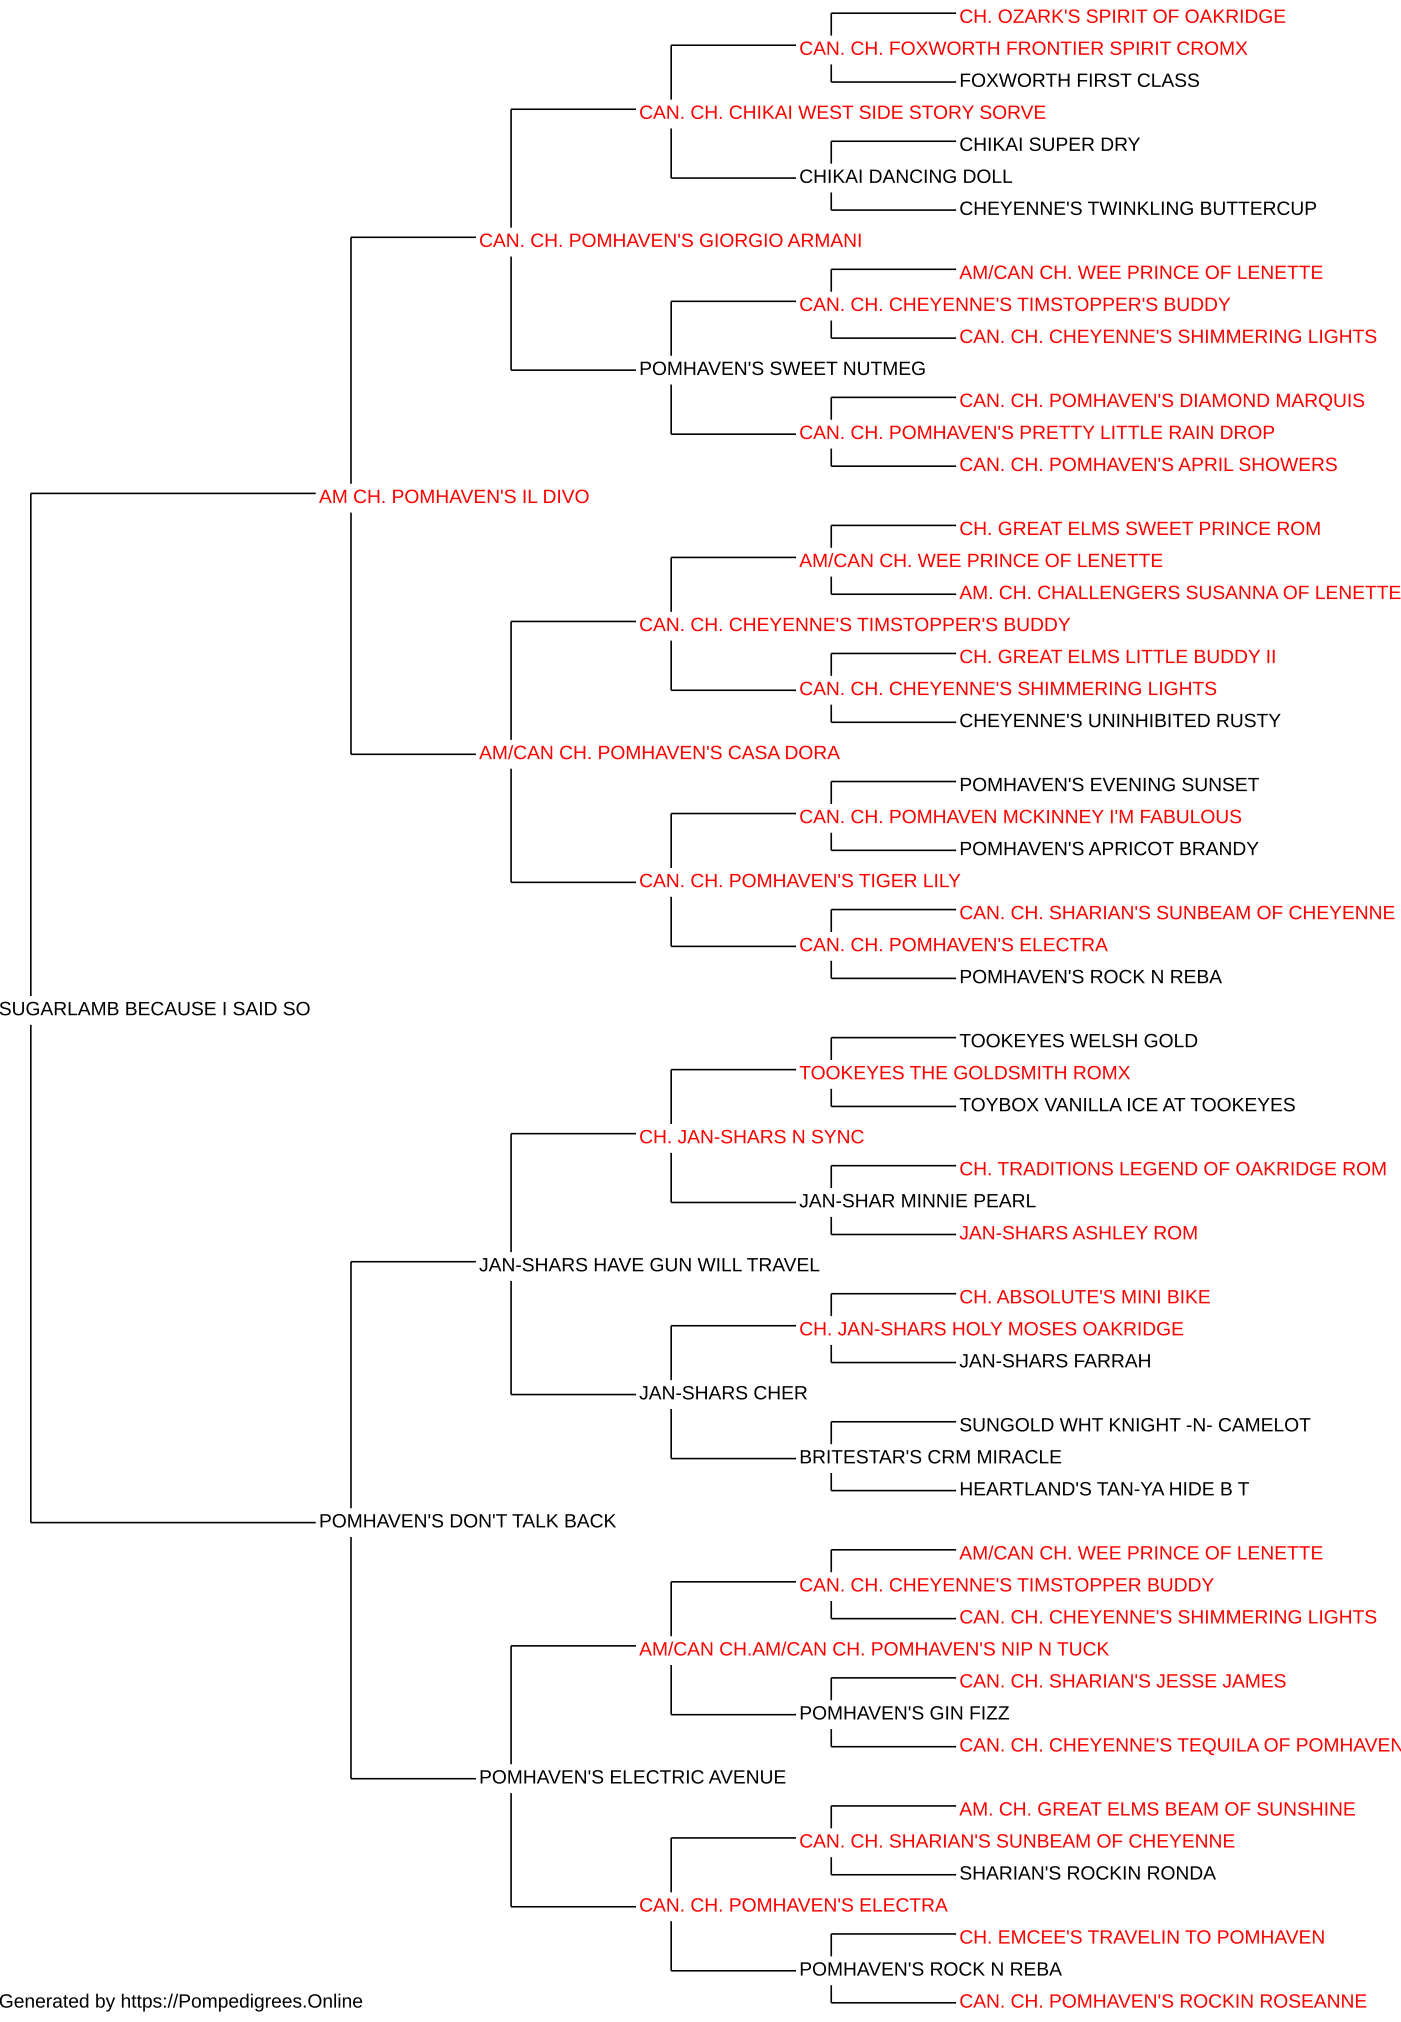 CH. OZARK'S SPIRIT OF OAKRIDGE
CAN. CH. FOXWORTH FRONTIER SPIRIT CROMX
FOXWORTH FIRST CLASS
CAN. CH. CHIKAI WEST SIDE STORY SORVE
CHIKAI SUPER DRY
CHIKAI DANCING DOLL
CHEYENNE'S TWINKLING BUTTERCUP
CAN. CH. POMHAVEN'S GIORGIO ARMANI
AM/CAN CH. WEE PRINCE OF LENETTE
CAN. CH. CHEYENNE'S TIMSTOPPER'S BUDDY
CAN. CH. CHEYENNE'S SHIMMERING LIGHTS
POMHAVEN'S SWEET NUTMEG
CAN. CH. POMHAVEN'S DIAMOND MARQUIS
CAN. CH. POMHAVEN'S PRETTY LITTLE RAIN DROP
CAN. CH. POMHAVEN'S APRIL SHOWERS
AM CH. POMHAVEN'S IL DIVO
CH. GREAT ELMS SWEET PRINCE ROM
AM/CAN CH. WEE PRINCE OF LENETTE
AM. CH. CHALLENGERS SUSANNA OF LENETTE
CAN. CH. CHEYENNE'S TIMSTOPPER'S BUDDY
CH. GREAT ELMS LITTLE BUDDY II
CAN. CH. CHEYENNE'S SHIMMERING LIGHTS
CHEYENNE'S UNINHIBITED RUSTY
AM/CAN CH. POMHAVEN'S CASA DORA
POMHAVEN'S EVENING SUNSET
CAN. CH. POMHAVEN MCKINNEY I'M FABULOUS
POMHAVEN'S APRICOT BRANDY
CAN. CH. POMHAVEN'S TIGER LILY
CAN. CH. SHARIAN'S SUNBEAM OF CHEYENNE
CAN. CH. POMHAVEN'S ELECTRA
POMHAVEN'S ROCK N REBA
SUGARLAMB BECAUSE I SAID SO
TOOKEYES WELSH GOLD
TOOKEYES THE GOLDSMITH ROMX
TOYBOX VANILLA ICE AT TOOKEYES
CH. JAN-SHARS N SYNC
CH. TRADITIONS LEGEND OF OAKRIDGE ROM
JAN-SHAR MINNIE PEARL
JAN-SHARS ASHLEY ROM
JAN-SHARS HAVE GUN WILL TRAVEL
CH. ABSOLUTE'S MINI BIKE
CH. JAN-SHARS HOLY MOSES OAKRIDGE
JAN-SHARS FARRAH
JAN-SHARS CHER
SUNGOLD WHT KNIGHT -N- CAMELOT
BRITESTAR'S CRM MIRACLE
HEARTLAND'S TAN-YA HIDE B T
POMHAVEN'S DON'T TALK BACK
AM/CAN CH. WEE PRINCE OF LENETTE
CAN. CH. CHEYENNE'S TIMSTOPPER BUDDY
CAN. CH. CHEYENNE'S SHIMMERING LIGHTS
AM/CAN CH.AM/CAN CH. POMHAVEN'S NIP N TUCK
CAN. CH. SHARIAN'S JESSE JAMES
POMHAVEN'S GIN FIZZ
CAN. CH. CHEYENNE'S TEQUILA OF POMHAVEN
POMHAVEN'S ELECTRIC AVENUE
AM. CH. GREAT ELMS BEAM OF SUNSHINE
CAN. CH. SHARIAN'S SUNBEAM OF CHEYENNE
SHARIAN'S ROCKIN RONDA
CAN. CH. POMHAVEN'S ELECTRA
CH. EMCEE'S TRAVELIN TO POMHAVEN
POMHAVEN'S ROCK N REBA
CAN. CH. POMHAVEN'S ROCKIN ROSEANNE
Generated by https://Pompedigrees.Online